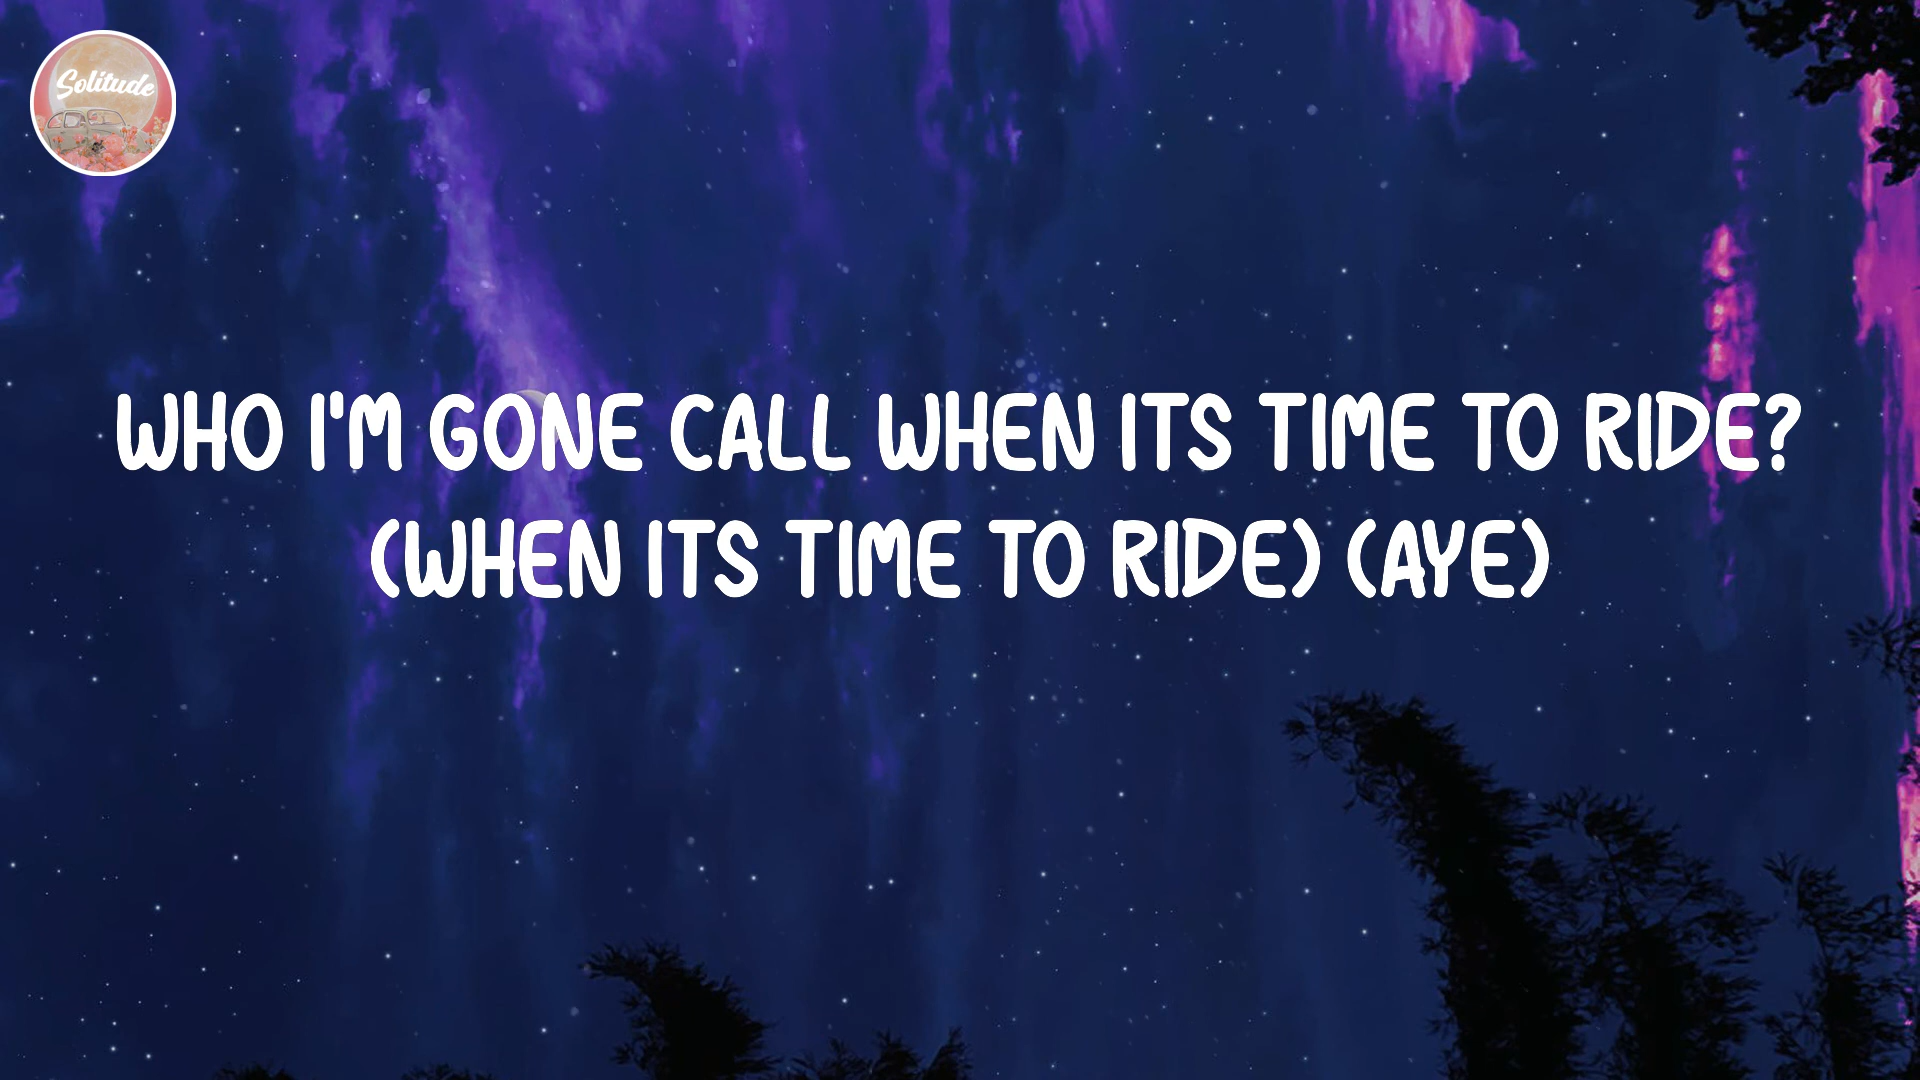 Solitude
WHO I'M GONE CALL WHEN ITS TIME TO RIDE?
(WHEN ITS TIME TO RIDE) (AYE)